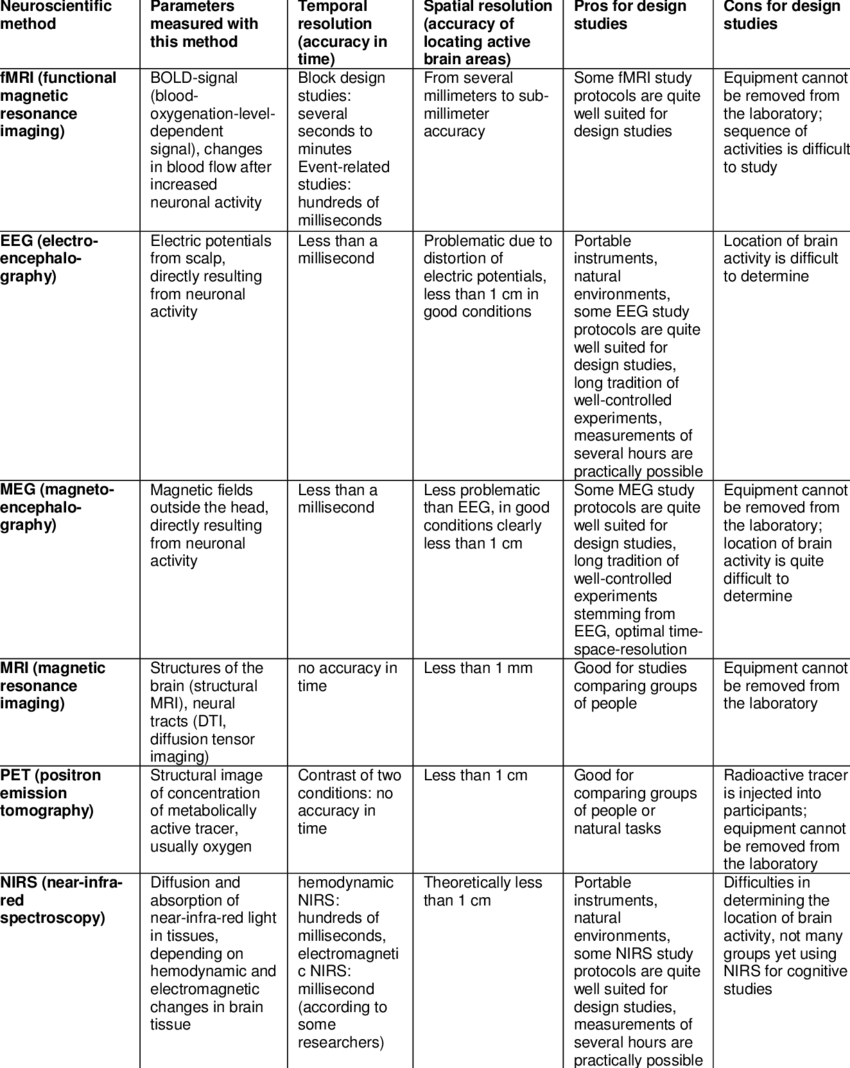 Neuroscientific
method
Parameters
measured with
this method
Temporal
resolution
(accuracy in
time)
Spatial resolution
(accuracy of
locating active
brain areas)
Pros for design
studies
Cons for design
studies
fMRI (functional
magnetic
resonance
imaging)
BOLD-signal
(blood-
oxygenation-level-
dependent
signal), changes
in blood flow after
increased
neuronal activity
Block design
studies:
several
seconds to
minutes
Event-related
studies:
hundreds of
milliseconds
From several
millimeters to sub-
millimeter
accuracy
Some fMRI study
protocols are quite
well suited for
design studies
Equipment cannot
be removed from
the laboratory;
sequence of
activities is difficult
to study
EEG (electro-
encephalo-
graphy)
Electric potentials
from scalp,
directly resulting
from neuronal
activity
Less than a
millisecond
Problematic due to
distortion of
electric potentials,
less than 1 cm in
good conditions
Portable
instruments,
natural
environments,
some EEG study
protocols are quite
well suited for
design studies,
long tradition of
well-controlled
experiments,
measurements of
several hours are
practically possible
Location of brain
activity is difficult
to determine
MEG (magneto-
encephalo-
graphy)
Magnetic fields
outside the head,
directly resulting
from neuronal
activity
Less than a
millisecond
Less problematic
than EEG, in good
conditions clearly
less than 1 cm
Some MEG study
protocols are quite
well suited for
design studies,
long tradition of
well-controlled
experiments
stemming from
EEG, optimal time-
space-resolution
Equipment cannot
be removed from
the laboratory;
location of brain
activity is quite
difficult to
determine
MRI (magnetic
resonance
imaging)
Structures of the
brain (structural
MRI), neural
tracts (DTI,
diffusion tensor
imaging)
no accuracy in
time
Less than 1 mm
Good for studies
comparing groups
of people
Equipment cannot
be removed from
the laboratory
PET (positron
emission
tomography)
Structural image
of concentration
of metabolically
active tracer,
usually oxygen
Contrast of two
conditions: no
accuracy in
time
Less than 1 cm
Good for
comparing groups
of people or
natural tasks
Radioactive tracer
is injected into
participants;
equipment cannot
be removed from
the laboratory
NIRS (near-infra-
red
spectroscopy)
Diffusion and
absorption of
near-infra-red light
in tissues,
depending on
hemodynamic and
electromagnetic
changes in brain
tissue
hemodynamic
NIRS:
hundreds of
milliseconds,
electromagneti
c NIRS:
millisecond
(according to
some
researchers)
Theoretically less
than 1 cm
Portable
instruments,
natural
environments,
some NIRS study
protocols are quite
well suited for
design studies,
measurements of
several hours are
practically possible
Difficulties in
determining the
location of brain
activity, not many
groups yet using
NIRS for cognitive
studies